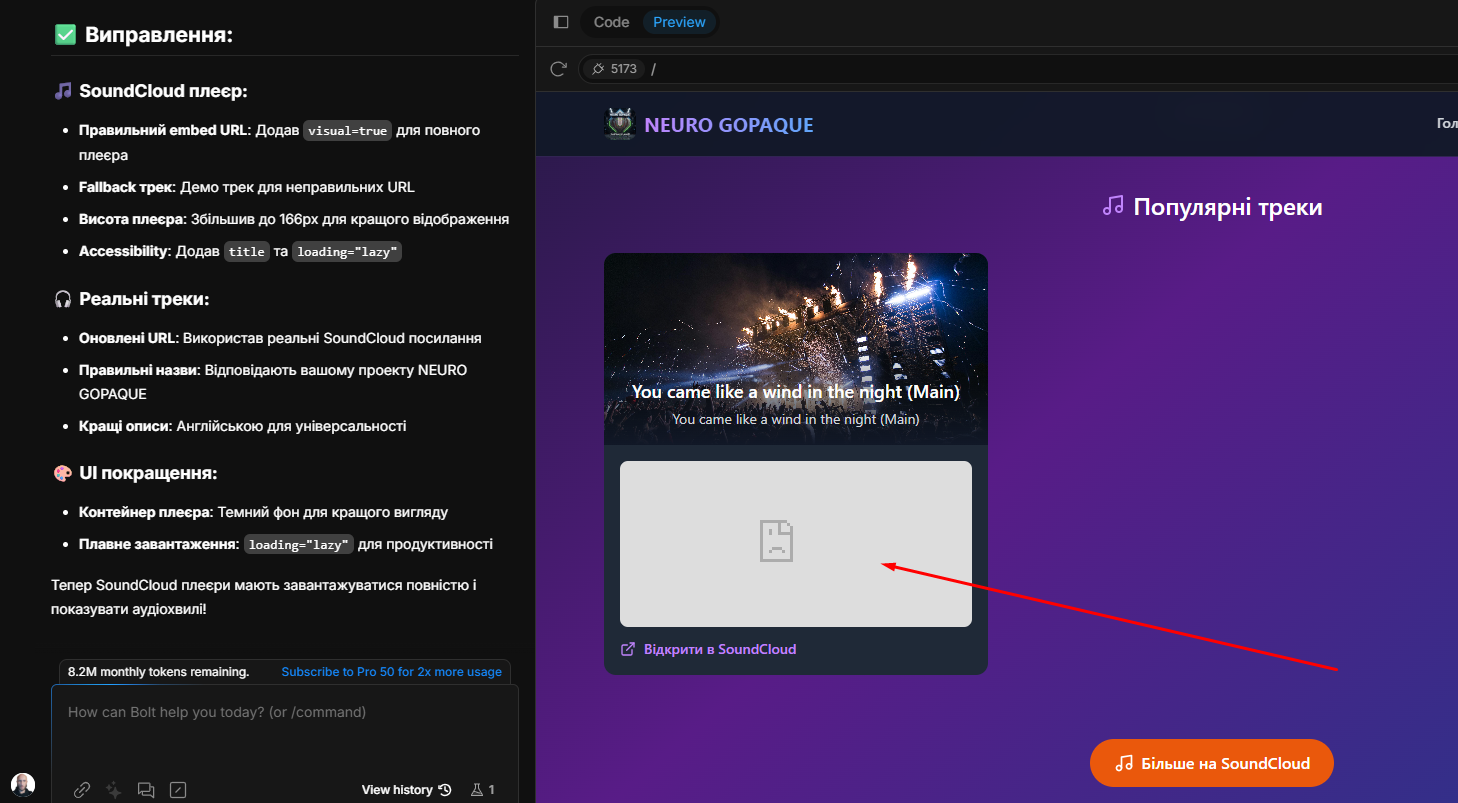 ✅ Виправлення:
🎵 SoundCloud плеєр:
• Правильний embed URL: Додав visual=true для повного
плеєра
• Fallback трек: Демо трек для неправильних URL
• Висота плеєра: Збільшив до 166px для кращого відображення
• Accessibility: Додав title та loading="lazy"
🎧 Реальні треки:
• Оновлені URL: Використав реальні SoundCloud посилання
• Правильні назви: Відповідають вашому проекту NEURO
GOPAQUE
• Кращі описи: Англійською для універсальності
🎨 UI покращення:
• Контейнер плеєра: Темний фон для кращого вигляду
• Плавне завантаження: loading="lazy" для продуктивності
Тепер SoundCloud плеєри мають завантажуватися повністю і
показувати аудіохвилі!
8.2M monthly tokens remaining. Subscribe to Pro 50 for 2x more usage
How can Bolt help you today? (or /command)
View history 1
Code Preview
5173 /
NEURO GOPAQUE
Гол
Популярні треки
You came like a wind in the night (Main)
You came like a wind in the night (Main)
Відкрити в SoundCloud
Більше на SoundCloud